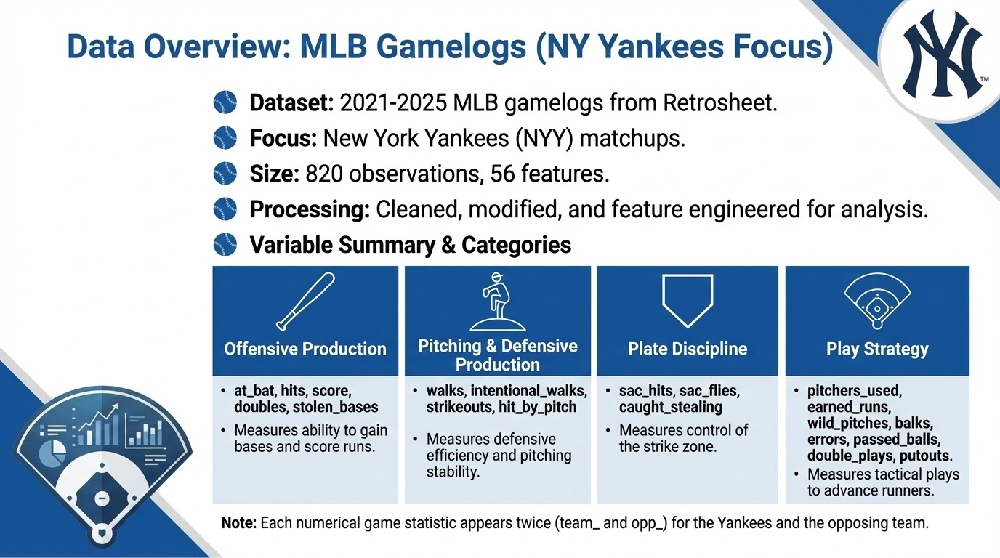 Data Overview: MLB Gamelogs (NY Yankees Focus)
NY
TM
Dataset: 2021-2025 MLB gamelogs from Retrosheet.
Focus: New York Yankees (NYY) matchups.
Size: 820 observations, 56 features.
Processing: Cleaned, modified, and feature engineered for analysis.
Variable Summary & Categories
Offensive Production
• at_bat, hits, score,
doubles, stolen_bases
• Measures ability to gain
bases and score runs.
Pitching & Defensive
Production
• walks, intentional_walks,
strikeouts, hit_by_pitch
• Measures defensive
efficiency and pitching
stability.
Plate Discipline
• sac_hits, sac_flies,
caught_stealing
• Measures control of
the strike zone.
Play Strategy
• pitchers_used,
earned_runs,
wild_pitches, balks,
errors, passed_balls,
double_plays, putouts.
• Measures tactical plays
to advance runners.
Note: Each numerical game statistic appears twice (team_ and opp_) for the Yankees and the opposing team.